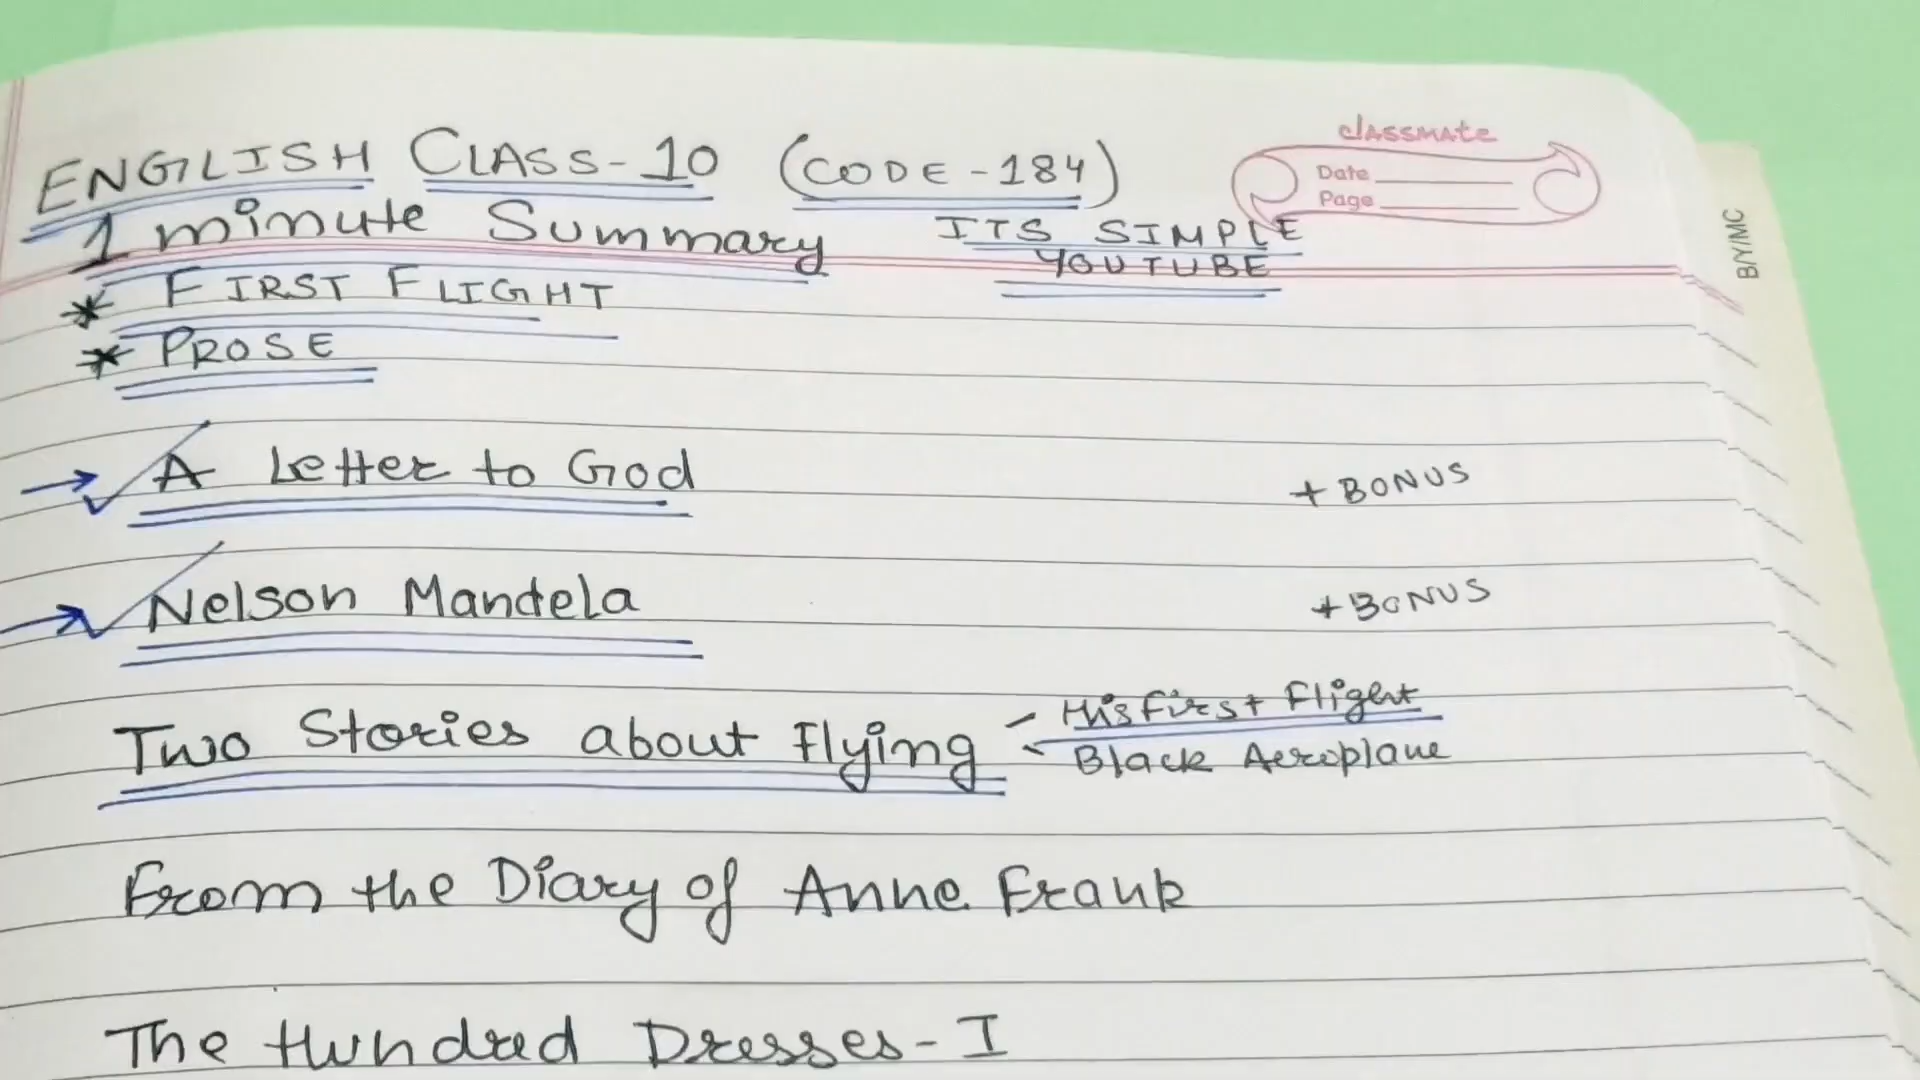 classmate
Date
Page
ENGLISH CLASS-10 (CODE-184)
1 minute Summary
ITS SIMPLE
YOUTUBE
* FIRST FLIGHT
* PROSE
→ ✓ A Letter to God + BONUS
→ ✓ Nelson Mandela + BONUS
Two Stories about Flying - His First Flight
- Black Aeroplane
From the Diary of Anne Frank
The Hundred Dresses-I
B/Y/MC